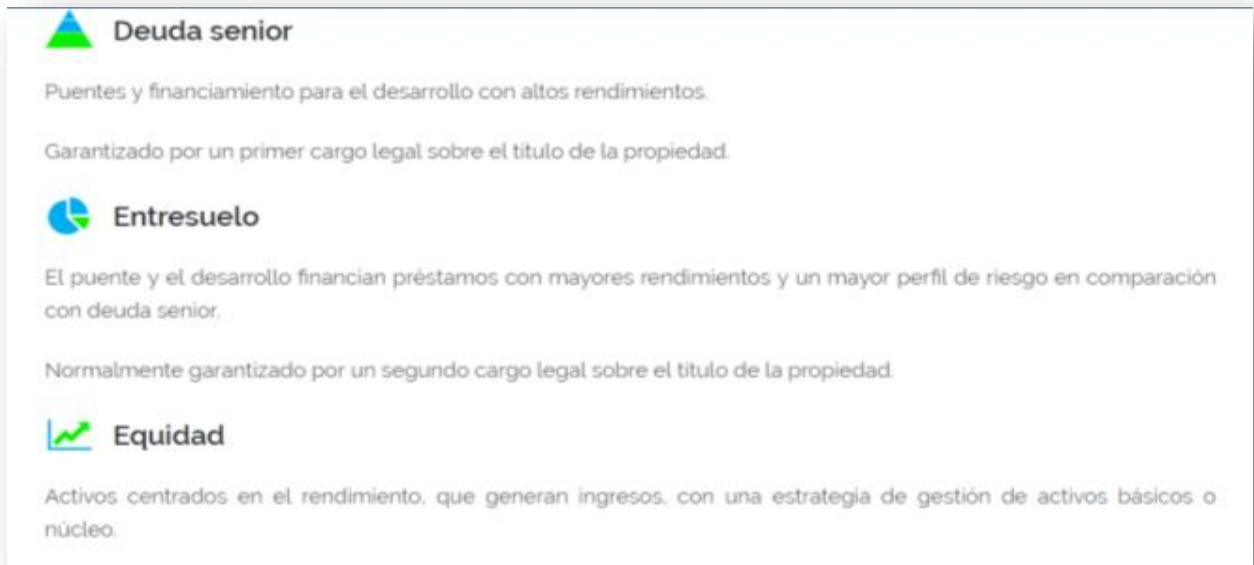 Deuda senior
Puentes y financiamiento para el desarrollo con altos rendimientos.
Garantizado por un primer cargo legal sobre el título de la propiedad.
Entresuelo
El puente y el desarrollo financian préstamos con mayores rendimientos y un mayor perfil de riesgo en comparación
con deuda senior.
Normalmente garantizado por un segundo cargo legal sobre el título de la propiedad.
Equidad
Activos centrados en el rendimiento, que generan ingresos, con una estrategia de gestión de activos básicos o
núcleo.